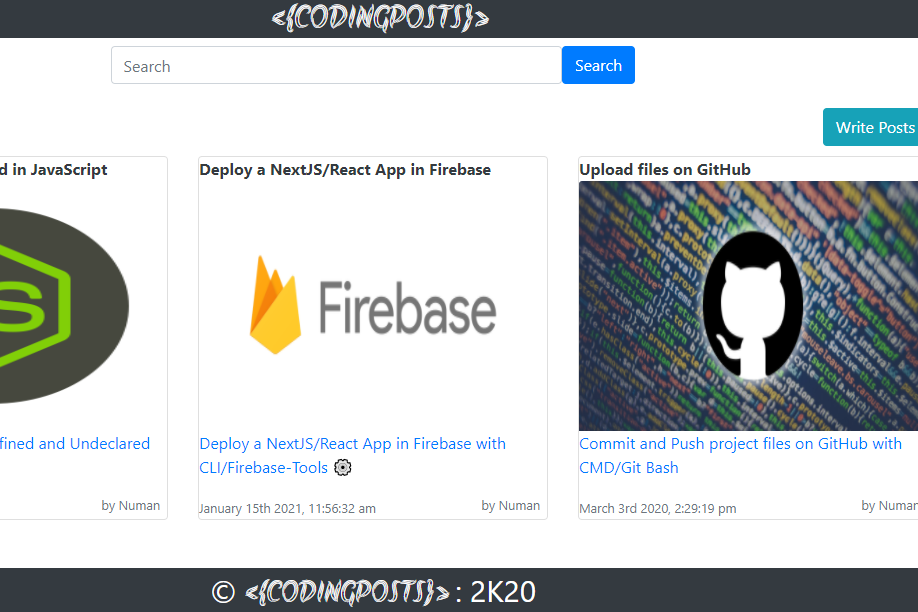 <{CODINGPOSTS}>
Search
Search
Write Posts
d in JavaScript
Deploy a NextJS/React App in Firebase
Upload files on GitHub
S
Firebase
fined and Undeclared
Deploy a NextJS/React App in Firebase with
CLI/Firebase-Tools
Commit and Push project files on GitHub with
CMD/Git Bash
by Numan
January 15th 2021, 11:56:32 am
by Numan
March 3rd 2020, 2:29:19 pm
by Numan
© <{CODINGPOSTS}> : 2K20